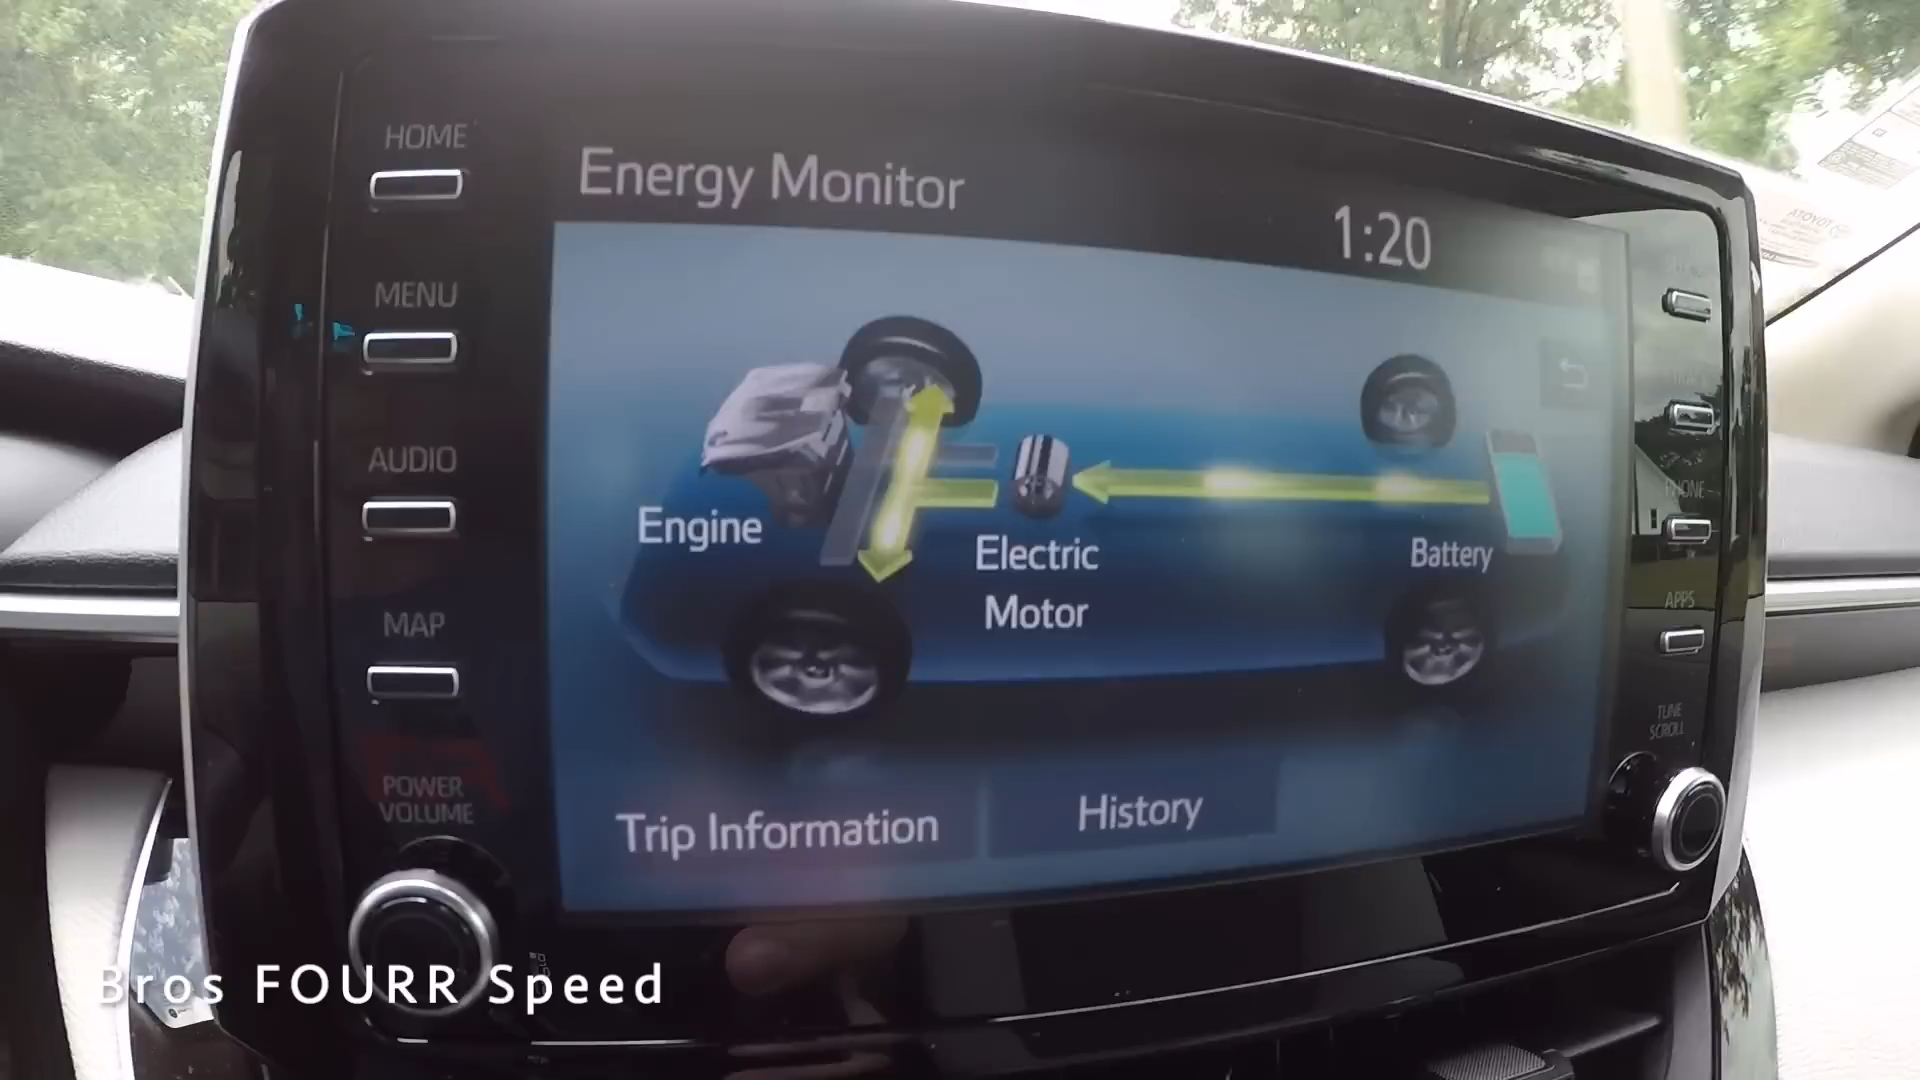 HOME
Energy Monitor
1:20
MENU
AUDIO
PHONE
Engine
Electric
Motor
Battery
APPS
MAP
TUNE
SCROLL
POWER
VOLUME
Trip Information
History
Bros FOURR Speed
TOYOTA